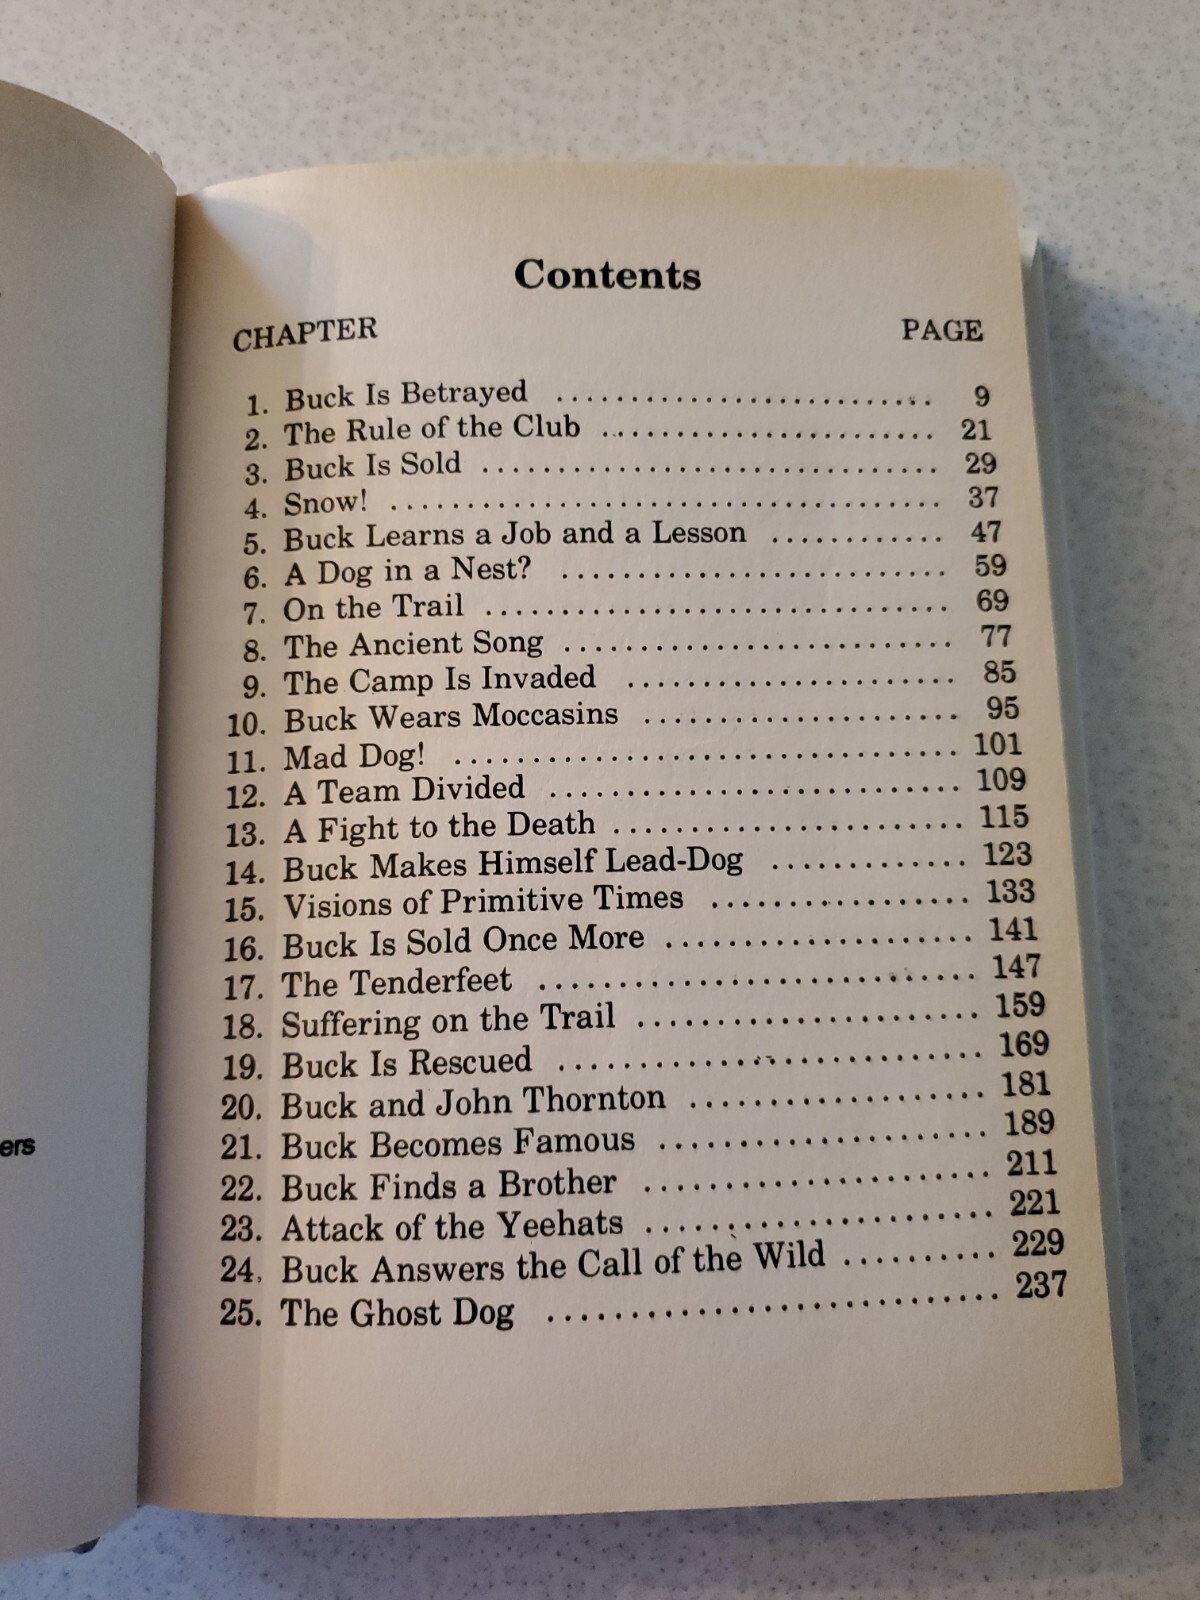 Contents
CHAPTER PAGE
1. Buck Is Betrayed .......................... 9
2. The Rule of the Club ...................... 21
3. Buck Is Sold .............................. 29
4. Snow! .................................... 37
5. Buck Learns a Job and a Lesson ............ 47
6. A Dog in a Nest? .......................... 59
7. On the Trail .............................. 69
8. The Ancient Song .......................... 77
9. The Camp Is Invaded ...................... 85
10. Buck Wears Moccasins ..................... 95
11. Mad Dog! ................................. 101
12. A Team Divided ........................... 109
13. A Fight to the Death ....................... 115
14. Buck Makes Himself Lead-Dog ............. 123
15. Visions of Primitive Times ................. 133
16. Buck Is Sold Once More .................... 141
17. The Tenderfeet .......................... 147
18. Suffering on the Trail ...................... 159
19. Buck Is Rescued ......................... 169
20. Buck and John Thornton .................. 181
21. Buck Becomes Famous .................... 189
22. Buck Finds a Brother ..................... 211
23. Attack of the Yeehats ..................... 221
24. Buck Answers the Call of the Wild .......... 229
25. The Ghost Dog ........................... 237
ers